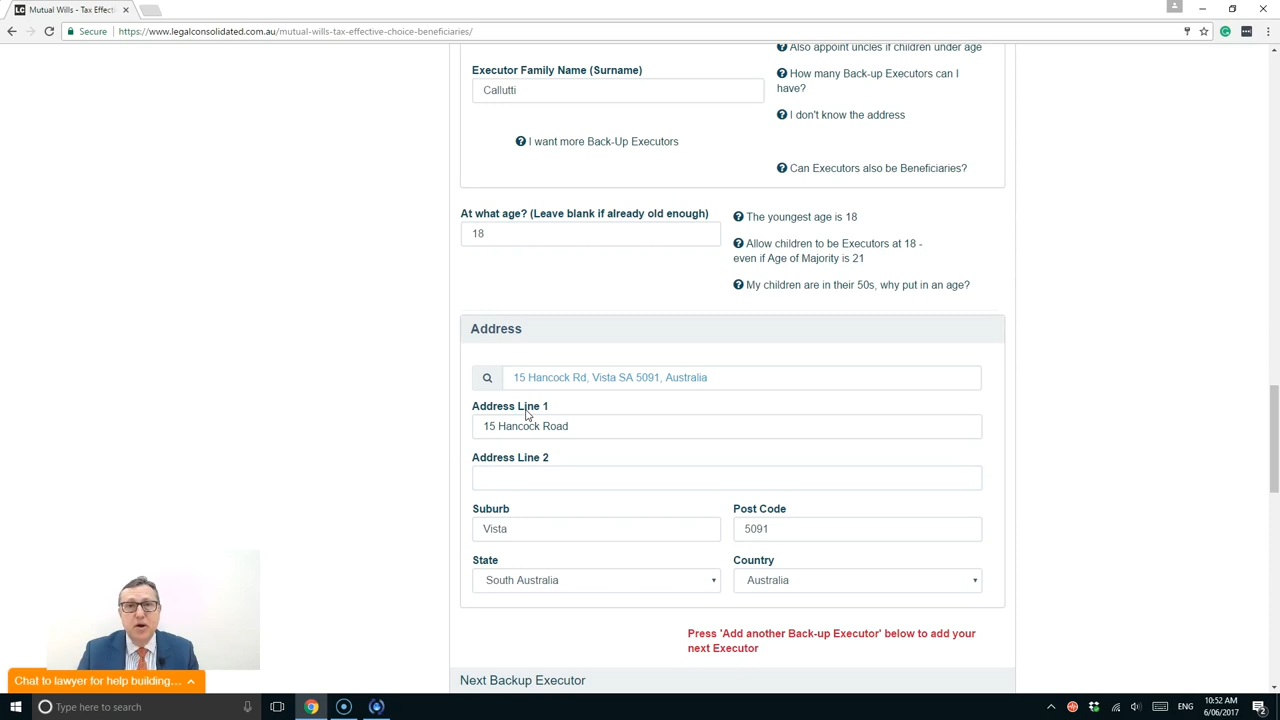 LC Mutual Wills - Tax Effecti
Secure https://www.legalconsolidated.com.au/mutual-wills-tax-effective-choice-beneficiaries/
Also appoint uncles if children under age
Executor Family Name (Surname)
Callutti
How many Back-up Executors can I
have?
I don't know the address
I want more Back-Up Executors
Can Executors also be Beneficiaries?
At what age? (Leave blank if already old enough)
18
The youngest age is 18
Allow children to be Executors at 18 -
even if Age of Majority is 21
My children are in their 50s, why put in an age?
Address
15 Hancock Rd, Vista SA 5091, Australia
Address Line 1
15 Hancock Road
Address Line 2
Suburb
Post Code
Vista
5091
State
Country
South Australia
Australia
Press 'Add another Back-up Executor' below to add your
next Executor
Next Backup Executor
Chat to lawyer for help building...
Type here to search
ENG
10:52 AM
6/06/2017
2